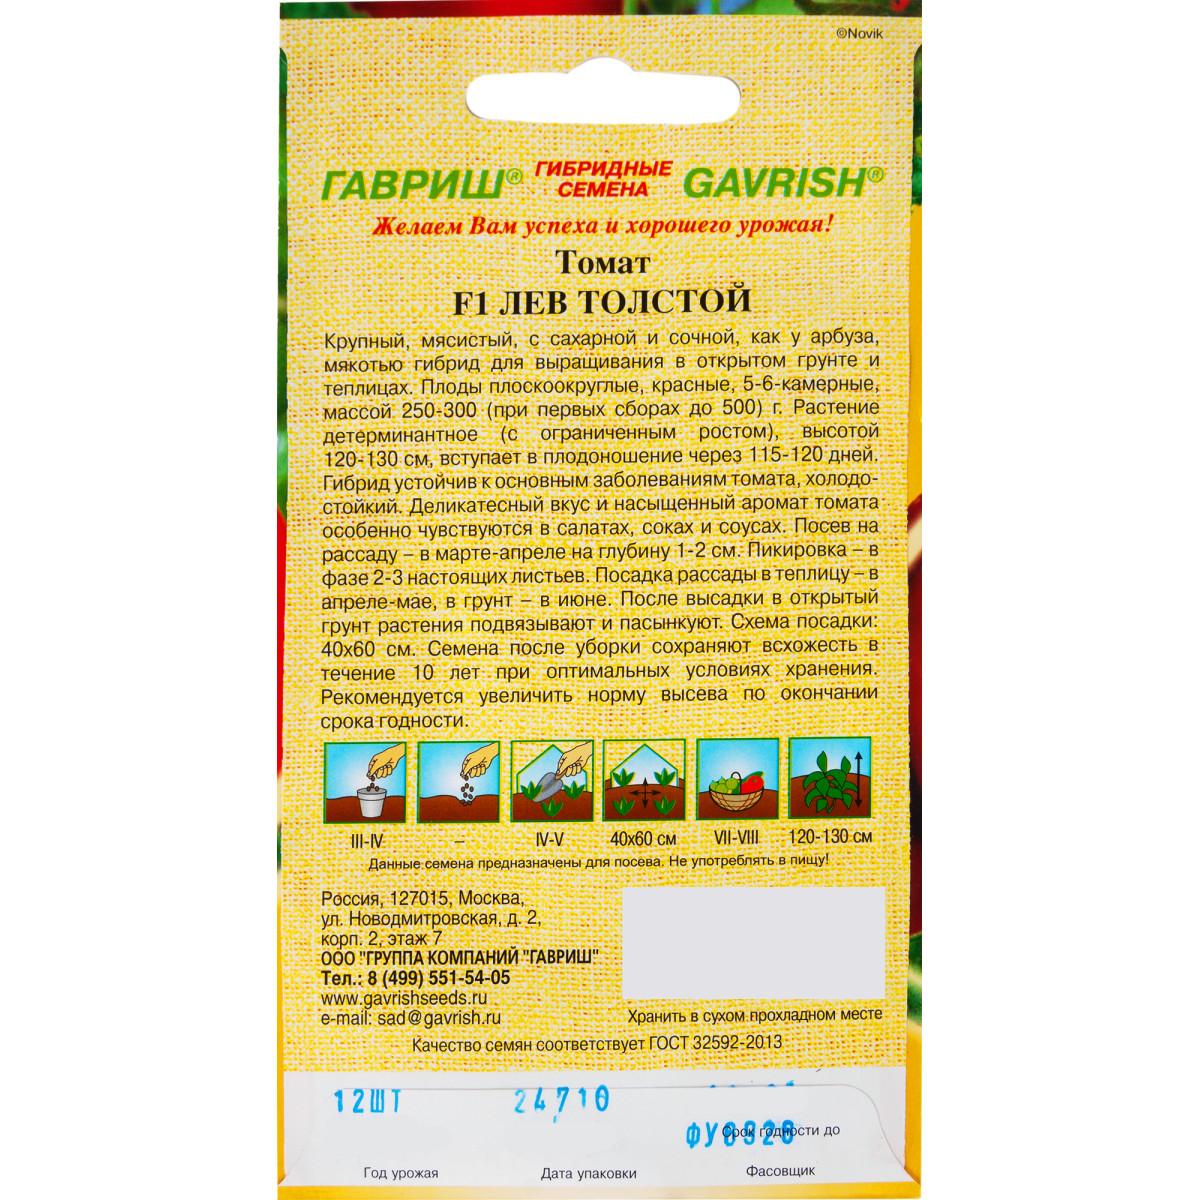 ©Novik
ГАВРИШ® ГИБРИДНЫЕ СЕМЕНА GAVRISH®
Желаем Вам успеха и хорошего урожая!
Томат
F1 ЛЕВ ТОЛСТОЙ
Крупный, мясистый, с сахарной и сочной, как у арбуза,
мякотью гибрид для выращивания в открытом грунте и
теплицах. Плоды плоскоокруглые, красные, 5-6-камерные,
массой 250-300 (при первых сборах до 500) г. Растение
детерминантное (с ограниченным ростом), высотой
120-130 см, вступает в плодоношение через 115-120 дней.
Гибрид устойчив к основным заболеваниям томата, холодо-
стойкий. Деликатесный вкус и насыщенный аромат томата
особенно чувствуются в салатах, соках и соусах. Посев на
рассаду – в марте-апреле на глубину 1-2 см. Пикировка – в
фазе 2-3 настоящих листьев. Посадка рассады в теплицу – в
апреле-мае, в грунт – в июне. После высадки в открытый
грунт растения подвязывают и пасынкуют. Схема посадки:
40х60 см. Семена после уборки сохраняют всхожесть в
течение 10 лет при оптимальных условиях хранения.
Рекомендуется увеличить норму высева по окончании
срока годности.
III-IV – IV-V 40х60 см VII-VIII 120-130 см
Данные семена предназначены для посева. Не употреблять в пищу!
Россия, 127015, Москва,
ул. Новодмитровская, д. 2,
корп. 2, этаж 7
ООО "ГРУППА КОМПАНИЙ "ГАВРИШ"
Тел.: 8 (499) 551-54-05
www.gavrishseeds.ru
e-mail: sad@gavrish.ru
Хранить в сухом прохладном месте
Качество семян соответствует ГОСТ 32592-2013
12ШТ 24710
Срок годности до
Год урожая Дата упаковки Фасовщик